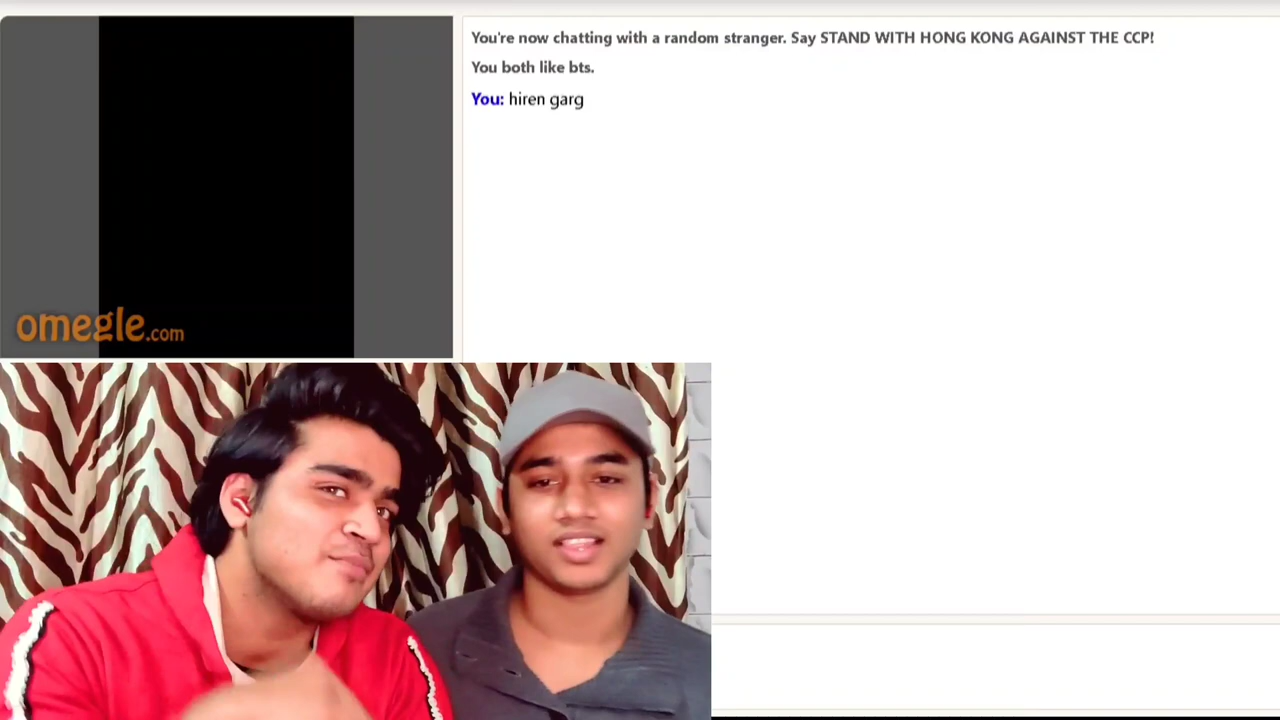 You're now chatting with a random stranger. Say STAND WITH HONG KONG AGAINST THE CCP!
You both like bts.
You: hiren garg
omegle.com